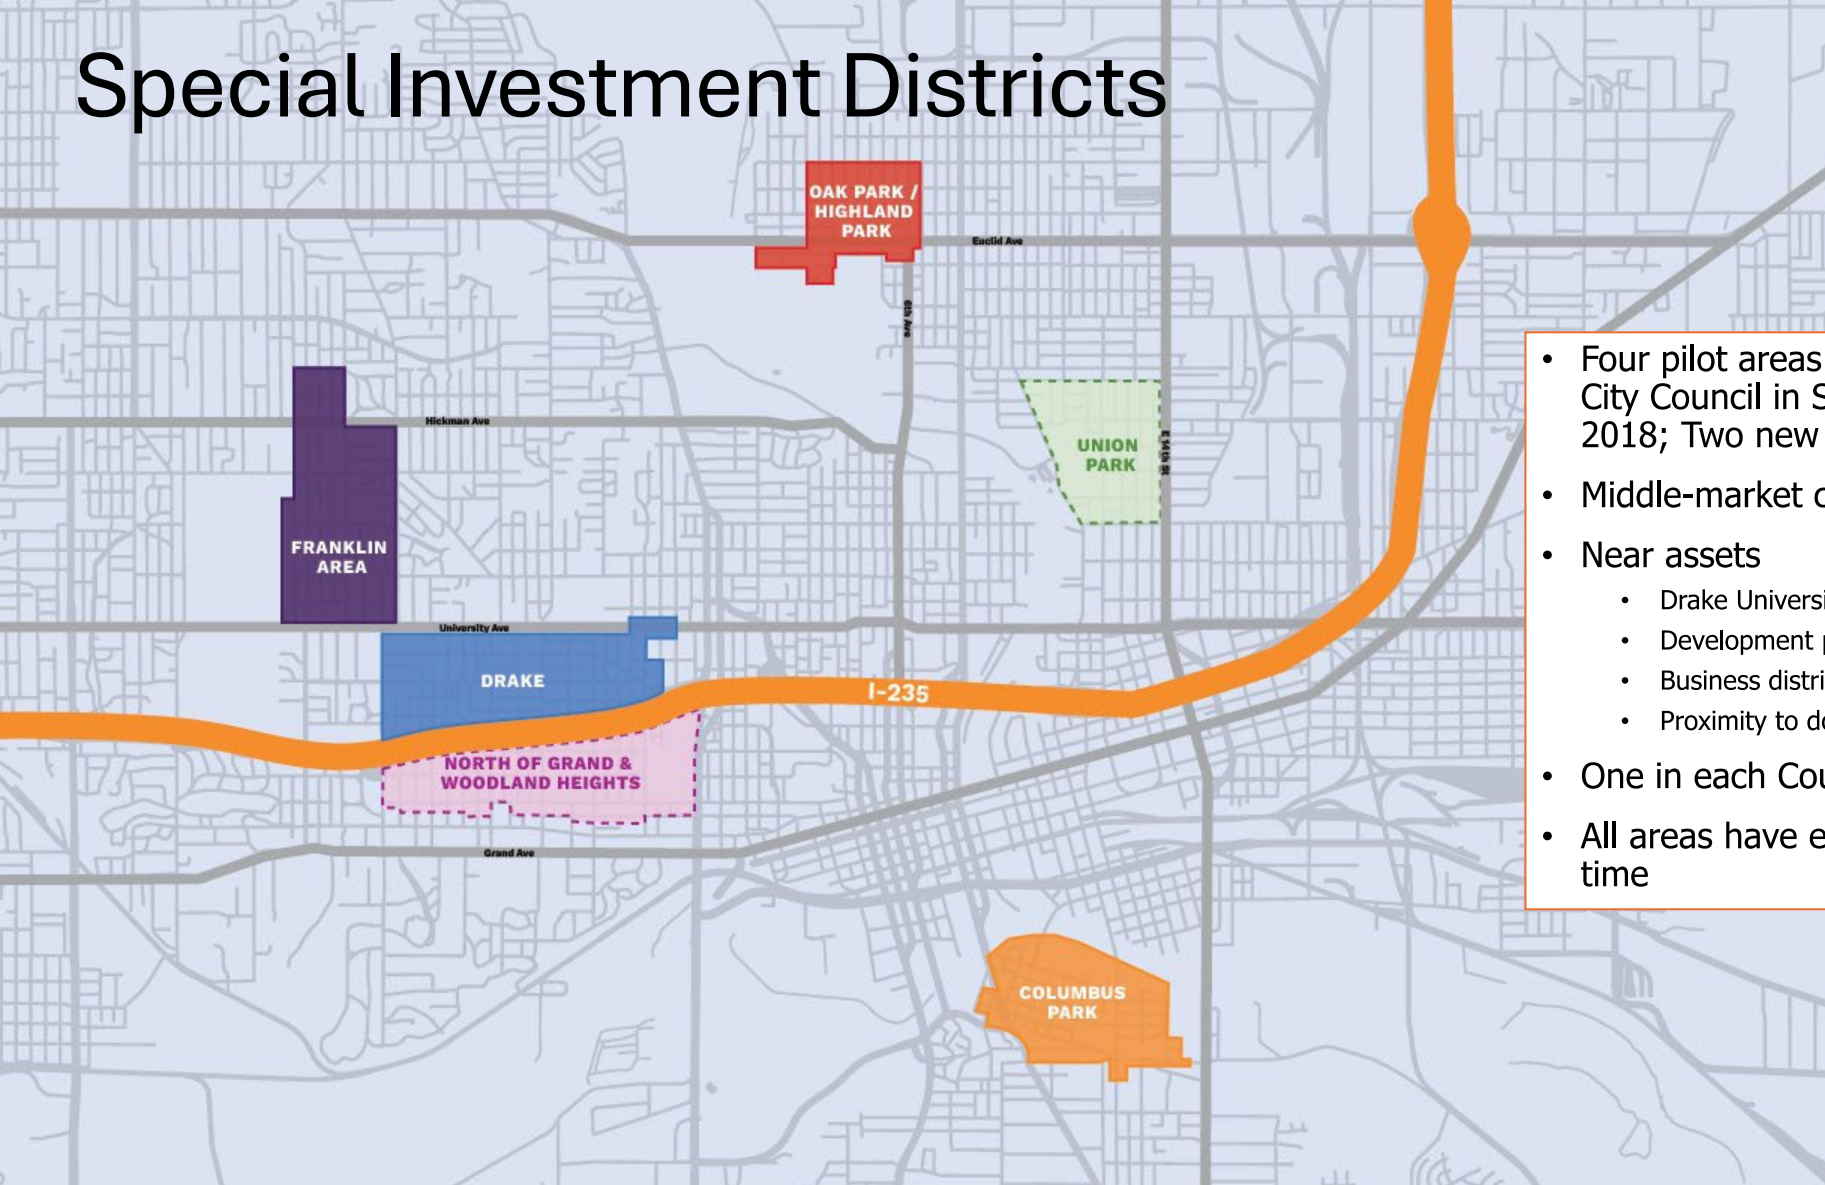 Special Investment Districts
OAK PARK /
HIGHLAND
PARK
Euclid Ave
6th Ave
Hickman Ave
UNION
PARK
E 14th St
FRANKLIN
AREA
University Ave
DRAKE
I-235
NORTH OF GRAND &
WOODLAND HEIGHTS
Grand Ave
COLUMBUS
PARK
• Four pilot areas
City Council in S
2018; Two new
• Middle-market
• Near assets
• Drake Universi
• Development
• Business distri
• Proximity to
• One in each
• All areas have
time